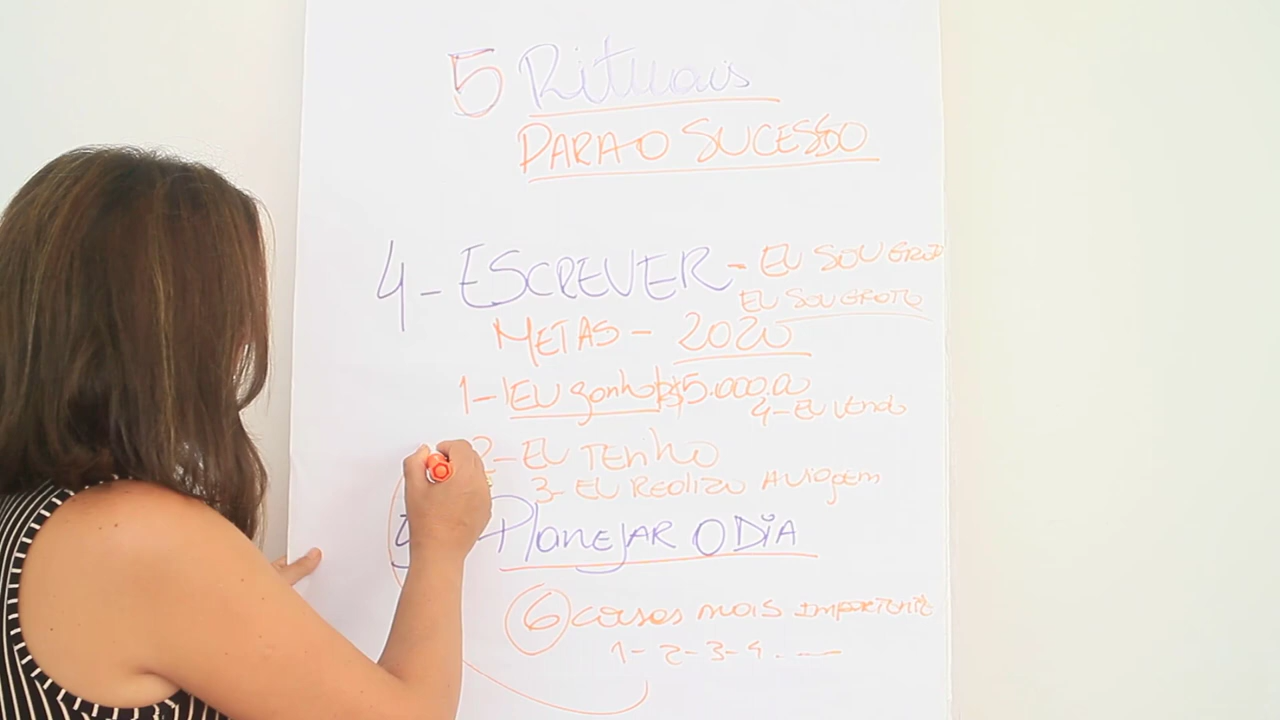 5 Rituais
PARA O SUCESSO
4- ESCREVER - EU SOU GRATO
EU SOU GRATO
METAS - 2020
1- EU ganho R$5.000.00
4- EU Vendo
2- EU TENHO
3- EU REALIZO A Viagem
5 Planejar O DIA
6 coisas mais IMPORTANTE
1- 2- 3- 4. . —